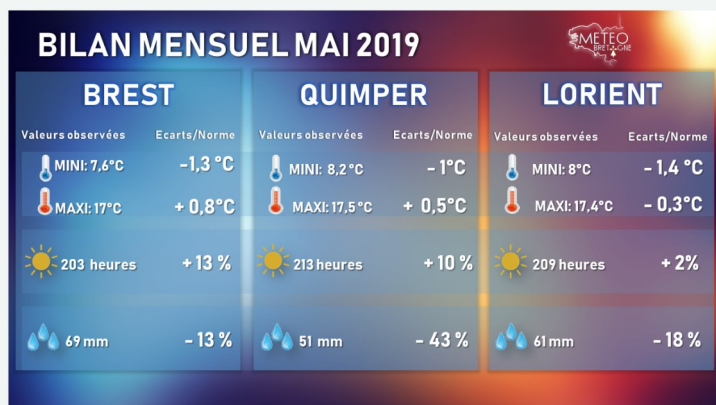 BILAN MENSUEL MAI 2019
METEO
BRETAGNE
BREST
Valeurs observées Ecarts/Norme
MINI: 7,6°C -1,3 °C
MAXI: 17°C + 0,8°C
203 heures + 13 %
69 mm - 13 %
QUIMPER
Valeurs observées Ecarts/Norme
MINI: 8,2°C - 1°C
MAXI: 17,5°C + 0,5°C
213 heures + 10 %
51 mm - 43 %
LORIENT
Valeurs observées Ecarts/Norme
MINI: 8°C - 1,4 °C
MAXI: 17,4°C - 0,3°C
209 heures + 2%
61 mm - 18 %